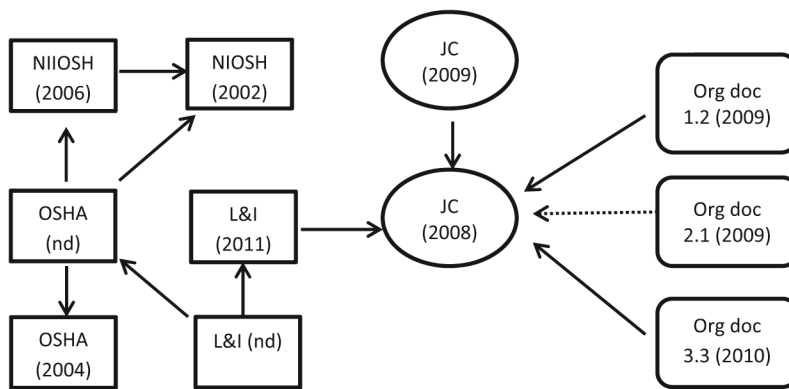 NIIOSH
(2006)
NIOSH
(2002)
JC
(2009)
Org doc
1.2 (2009)
OSHA
(nd)
L&I
(2011)
JC
(2008)
Org doc
2.1 (2009)
OSHA
(2004)
L&I (nd)
Org doc
3.3 (2010)